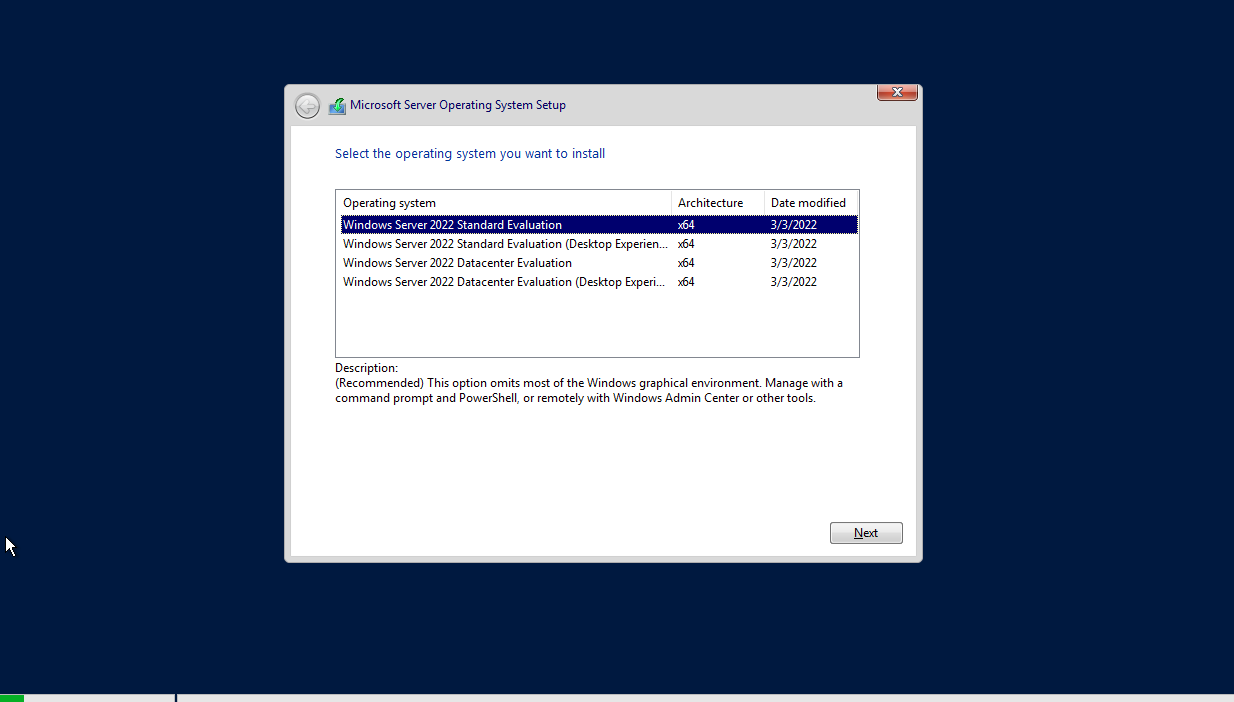 Microsoft Server Operating System Setup
Select the operating system you want to install
Operating system Architecture Date modified
Windows Server 2022 Standard Evaluation x64 3/3/2022
Windows Server 2022 Standard Evaluation (Desktop Experien... x64 3/3/2022
Windows Server 2022 Datacenter Evaluation x64 3/3/2022
Windows Server 2022 Datacenter Evaluation (Desktop Experi... x64 3/3/2022
Description:
(Recommended) This option omits most of the Windows graphical environment. Manage with a
command prompt and PowerShell, or remotely with Windows Admin Center or other tools.
Next